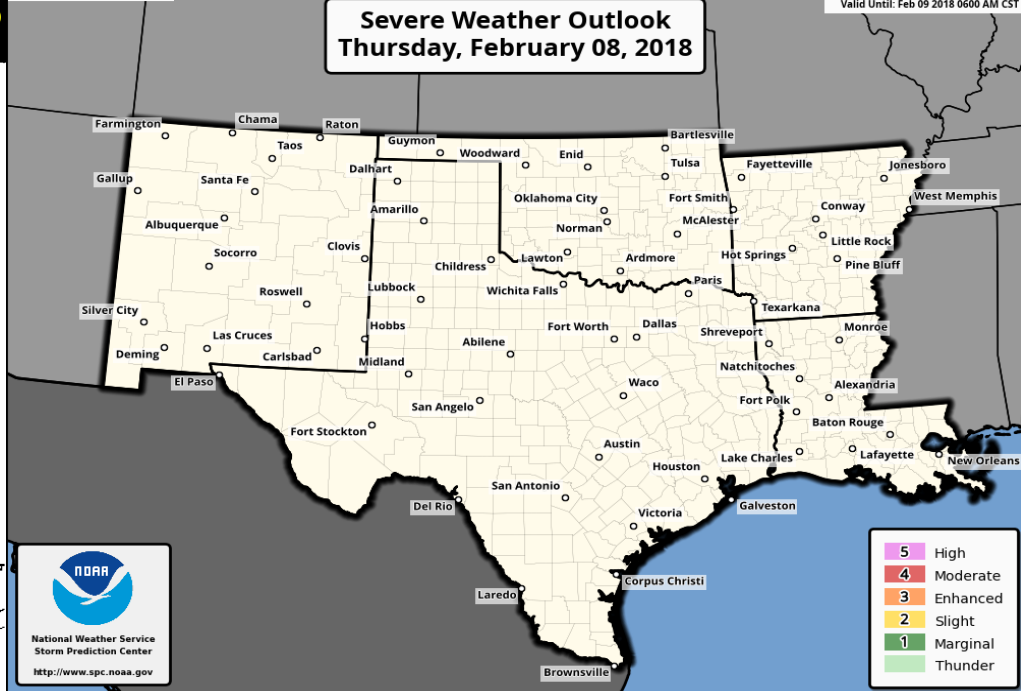 Valid Until: Feb 09 2018 0600 AM CST
Severe Weather Outlook
Thursday, February 08, 2018
Farmington
Chama
Raton
Taos
Guymon
Woodward
Enid
Bartlesville
Tulsa
Fayetteville
Jonesboro
Gallup
Santa Fe
Dalhart
Oklahoma City
Fort Smith
Conway
West Memphis
Albuquerque
Amarillo
Norman
McAlester
Little Rock
Socorro
Clovis
Childress
Lawton
Ardmore
Hot Springs
Pine Bluff
Roswell
Lubbock
Wichita Falls
Paris
Texarkana
Silver City
Las Cruces
Hobbs
Fort Worth
Dallas
Shreveport
Monroe
Deming
Carlsbad
Midland
Abilene
Natchitoches
El Paso
San Angelo
Waco
Fort Polk
Alexandria
Fort Stockton
Austin
Baton Rouge
Houston
Lake Charles
Lafayette
New Orleans
San Antonio
Del Rio
Victoria
Galveston
Laredo
Corpus Christi
Brownsville
NOAA
National Weather Service
Storm Prediction Center
http://www.spc.noaa.gov
5 High
4 Moderate
3 Enhanced
2 Slight
1 Marginal
Thunder